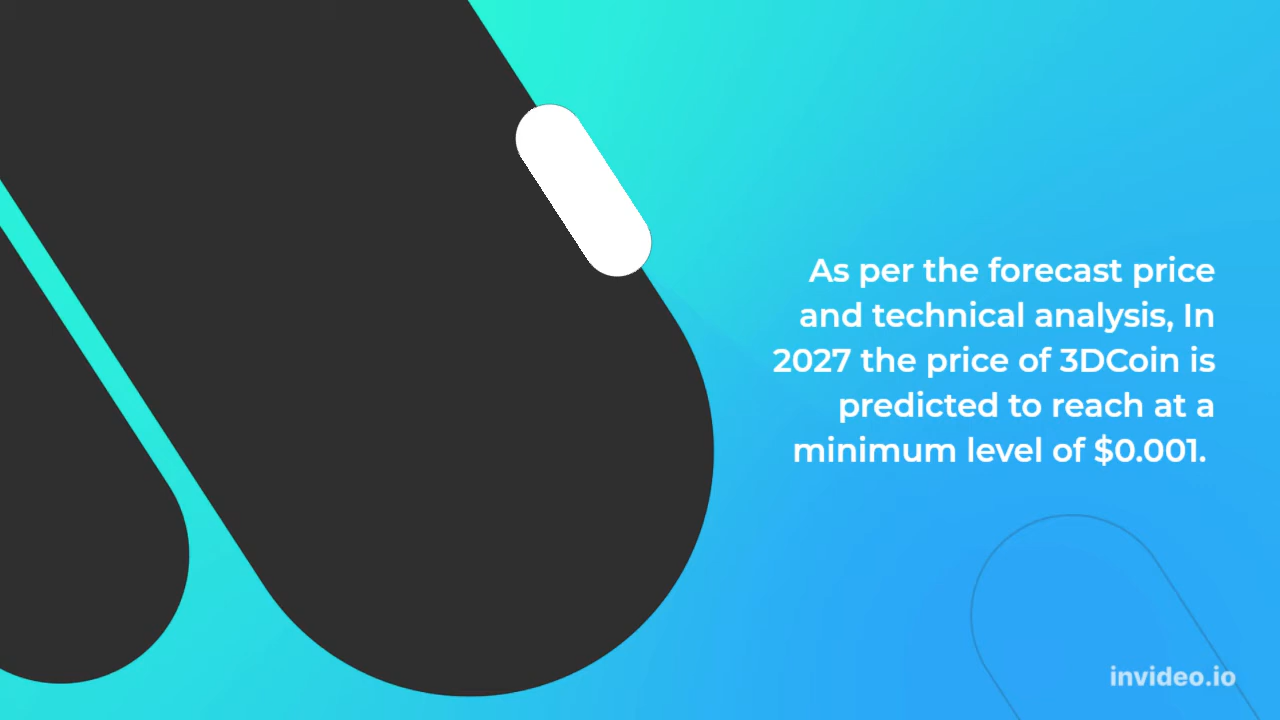 As per the forecast price
and technical analysis, In
2027 the price of 3DCoin is
predicted to reach at a
minimum level of $0.001.
invideo.io